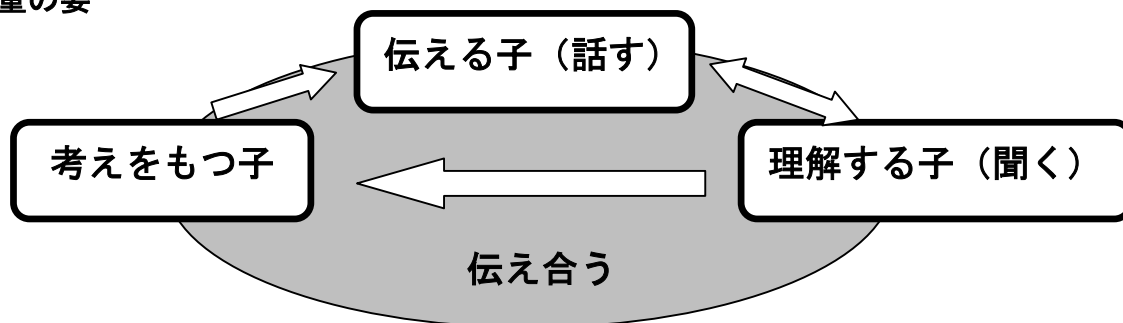 童の姿
伝える子（話す）
考えをもつ子
理解する子（聞く）
伝え合う